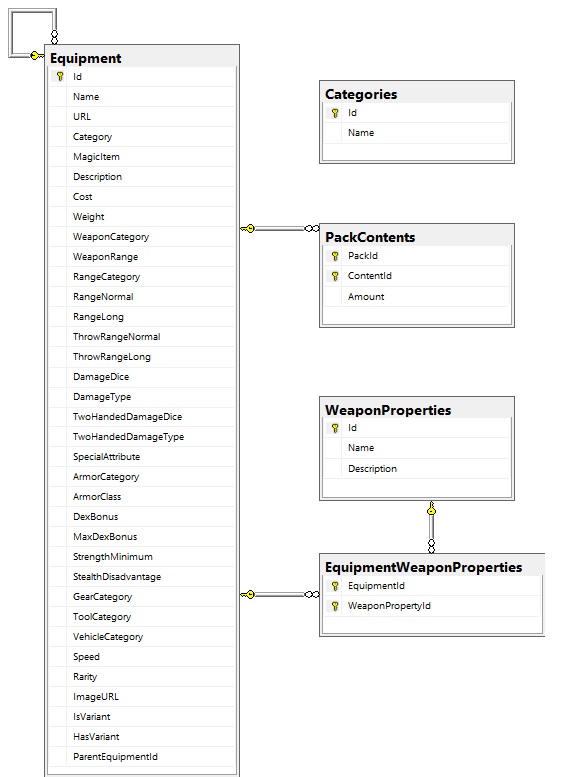 Equipment
Id
Name
URL
Category
MagicItem
Description
Cost
Weight
WeaponCategory
WeaponRange
RangeCategory
RangeNormal
RangeLong
ThrowRangeNormal
ThrowRangeLong
DamageDice
DamageType
TwoHandedDamageDice
TwoHandedDamageType
SpecialAttribute
ArmorCategory
ArmorClass
DexBonus
MaxDexBonus
StrengthMinimum
StealthDisadvantage
GearCategory
ToolCategory
VehicleCategory
Speed
Rarity
ImageURL
IsVariant
HasVariant
ParentEquipmentId
Categories
Id
Name
PackContents
PackId
ContentId
Amount
WeaponProperties
Id
Name
Description
EquipmentWeaponProperties
EquipmentId
WeaponPropertyId